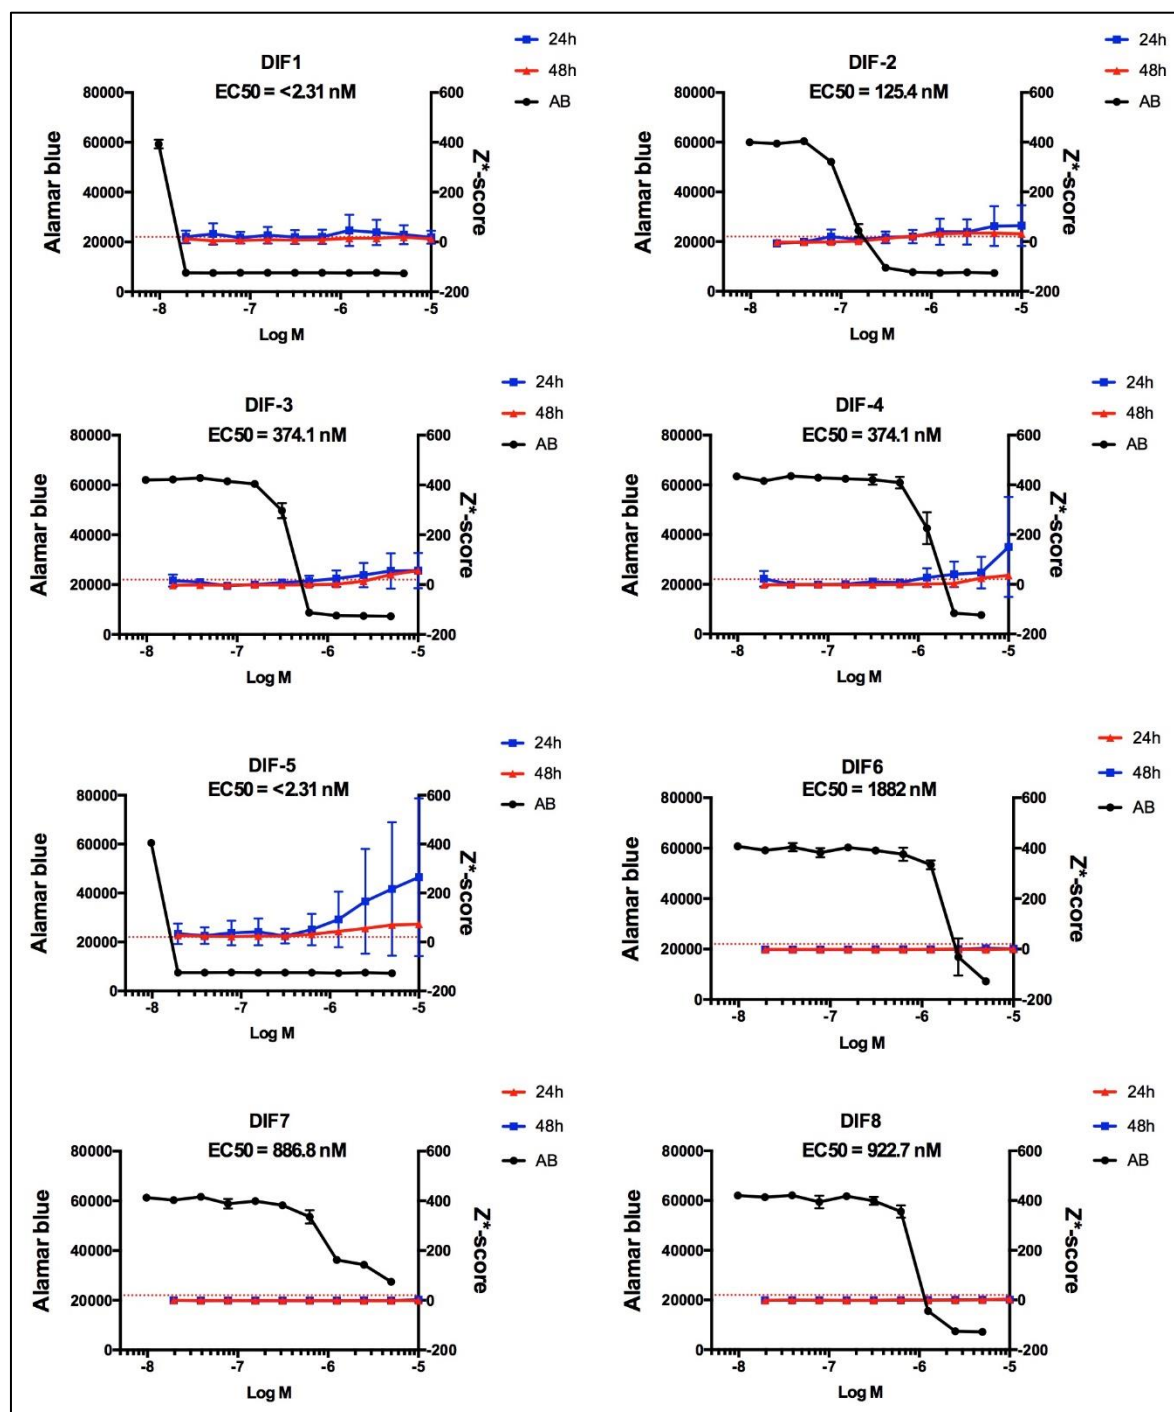 24h
48h
AB
DIF1
EC50 = <2.31 nM
Alamar blue
80000
60000
40000
20000
0
600
400
200
0
-200
Z*-score
-8
-7
-6
-5
Log M
24h
48h
AB
DIF-2
EC50 = 125.4 nM
Alamar blue
80000
60000
40000
20000
0
600
400
200
0
-200
Z*-score
-8
-7
-6
-5
Log M
24h
48h
AB
DIF-3
EC50 = 374.1 nM
Alamar blue
80000
60000
40000
20000
0
600
400
200
0
-200
Z*-score
-8
-7
-6
-5
Log M
24h
48h
AB
DIF-4
EC50 = 374.1 nM
Alamar blue
80000
60000
40000
20000
0
600
400
200
0
-200
Z*-score
-8
-7
-6
-5
Log M
24h
48h
AB
DIF-5
EC50 = <2.31 nM
Alamar blue
80000
60000
40000
20000
0
600
400
200
0
-200
Z*-score
-8
-7
-6
-5
Log M
24h
48h
AB
DIF6
EC50 = 1882 nM
Alamar blue
80000
60000
40000
20000
0
600
400
200
0
-200
Z*-score
-8
-7
-6
-5
Log M
24h
48h
AB
DIF7
EC50 = 886.8 nM
Alamar blue
80000
60000
40000
20000
0
600
400
200
0
-200
Z*-score
-8
-7
-6
-5
Log M
24h
48h
AB
DIF8
EC50 = 922.7 nM
Alamar blue
80000
60000
40000
20000
0
600
400
200
0
-200
Z*-score
-8
-7
-6
-5
Log M